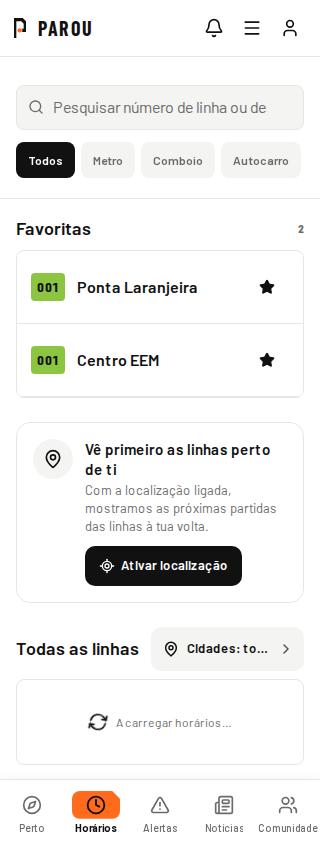 PAROU
Pesquisar número de linha ou de
Todos
Metro
Comboio
Autocarro
Favoritas
2
001
Ponta Laranjeira
001
Centro EEM
Vê primeiro as linhas perto
de ti
Com a localização ligada,
mostramos as próximas partidas
das linhas à tua volta.
Ativar localização
Todas as linhas
Cidades: to...
A carregar horários...
Perto
Horários
Alertas
Notícias
Comunidade